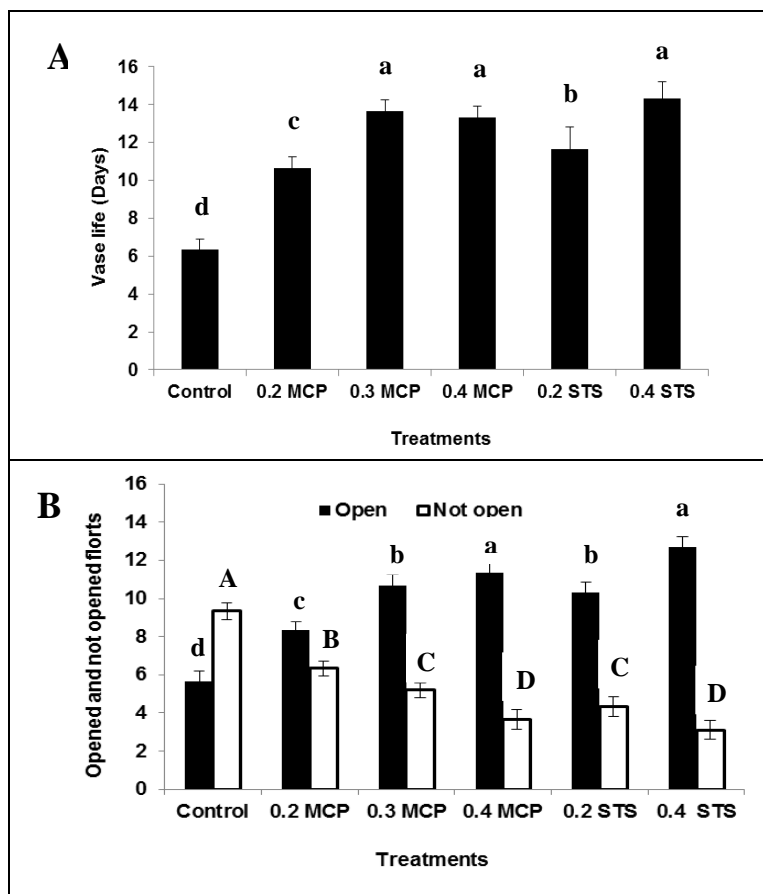 A
Vase life (Days)
16
14
12
10
8
6
4
2
0
d
c
a
a
b
a
Control 0.2 MCP 0.3 MCP 0.4 MCP 0.2 STS 0.4 STS
Treatments
B
Opened and not opened florts
16
14
12
10
8
6
4
2
0
Open Not open
d A c B b C a D b C a D
Control 0.2 MCP 0.3 MCP 0.4 MCP 0.2 STS 0.4 STS
Treatments